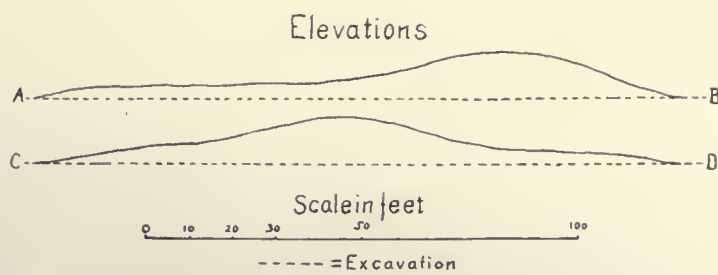 Elevations
A B
C D
Scale in feet
0 10 20 30 50 100
----- = Excavation